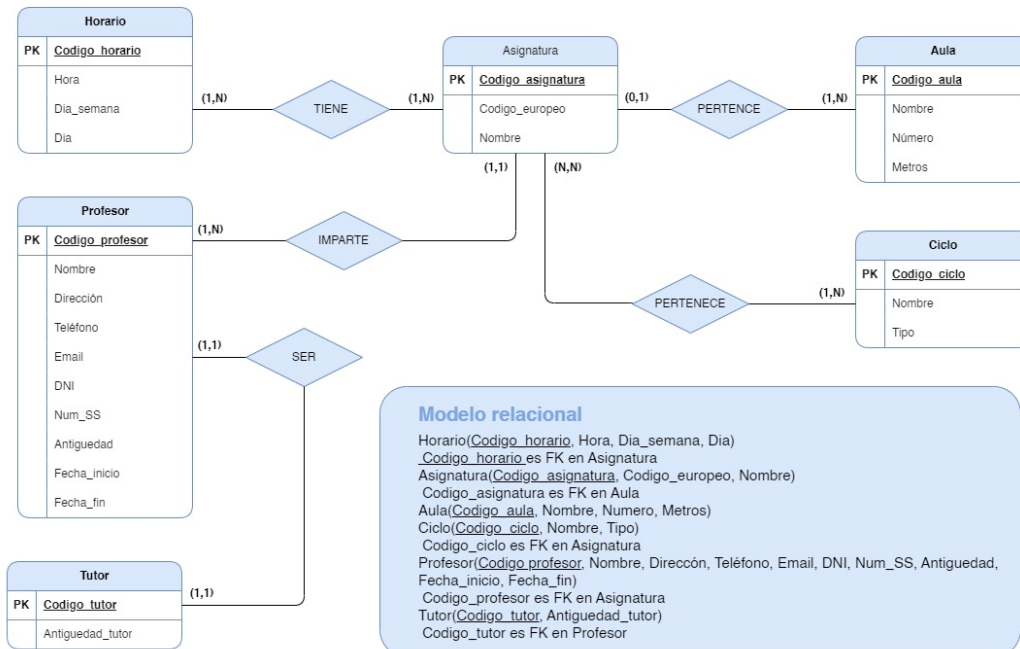 Horario
PK Codigo_horario
Hora
Dia_semana
Dia
(1,N)
TIENE
(1,N)
Asignatura
PK Codigo_asignatura
Codigo_europeo
Nombre
(0,1)
PERTENCE
(1,N)
Aula
PK Codigo_aula
Nombre
Número
Metros
(1,1)
(N,N)
Profesor
PK Codigo_profesor
Nombre
Dirección
Teléfono
Email
DNI
Num_SS
Antiguedad
Fecha_inicio
Fecha_fin
(1,N)
IMPARTE
Ciclo
PK Codigo_ciclo
Nombre
Tipo
PERTENECE
(1,N)
(1,1)
SER
Tutor
PK Codigo_tutor
Antiguedad_tutor
(1,1)
Modelo relacional
Horario(Codigo_horario, Hora, Dia_semana, Dia)
Codigo_horario es FK en Asignatura
Asignatura(Codigo_asignatura, Codigo_europeo, Nombre)
Codigo_asignatura es FK en Aula
Aula(Codigo_aula, Nombre, Numero, Metros)
Ciclo(Codigo_ciclo, Nombre, Tipo)
Codigo_ciclo es FK en Asignatura
Profesor(Codigo_profesor, Nombre, Direccón, Teléfono, Email, DNI, Num_SS, Antiguedad,
Fecha_inicio, Fecha_fin)
Codigo_profesor es FK en Asignatura
Tutor(Codigo_tutor, Antiguedad_tutor)
Codigo_tutor es FK en Profesor